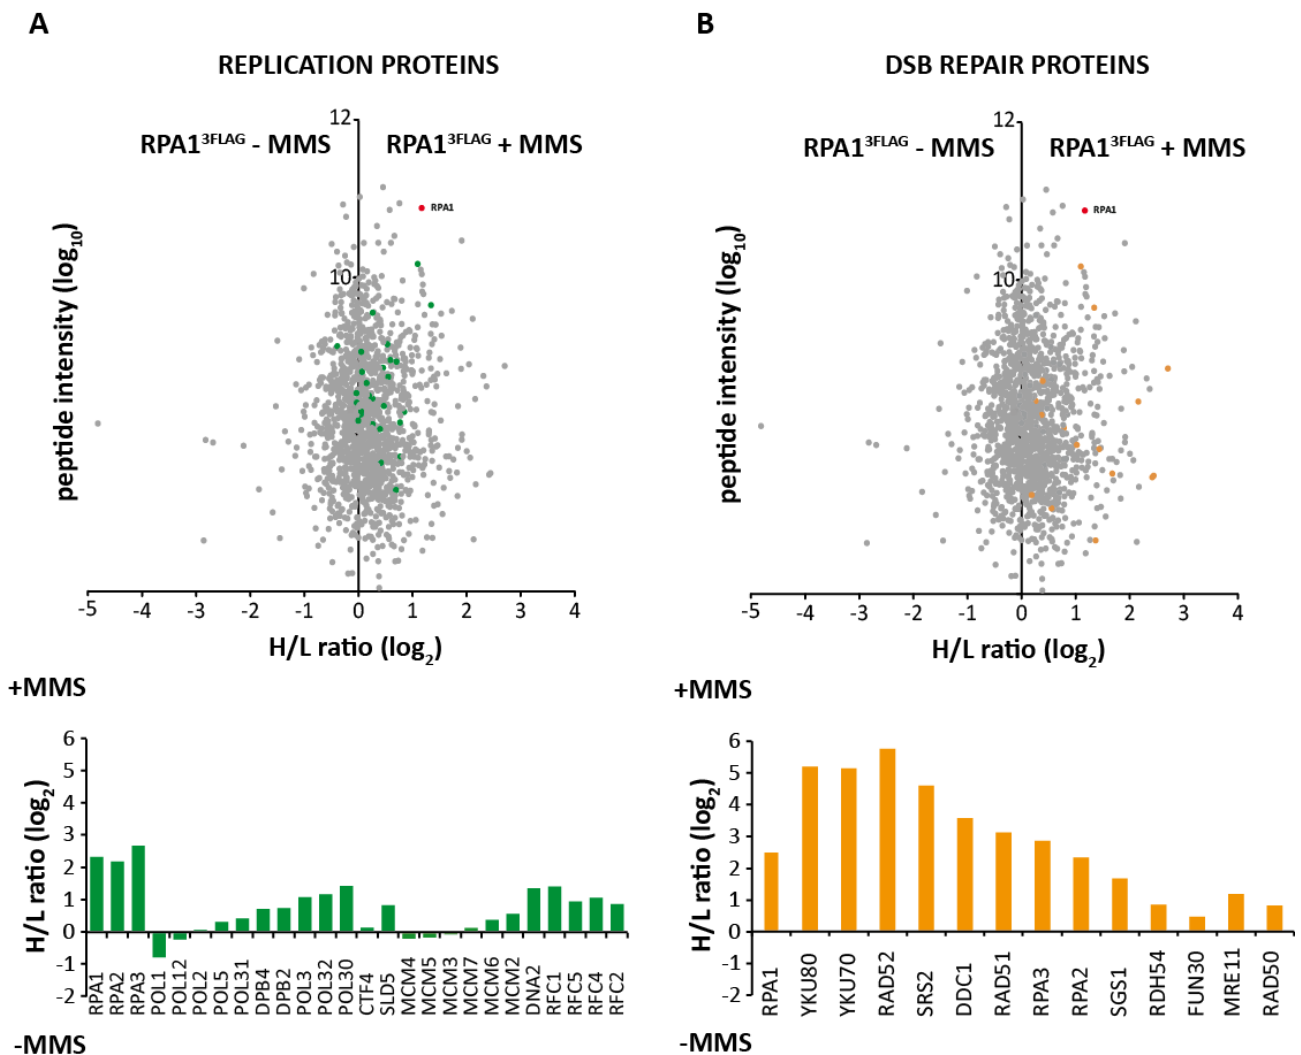 A
B
REPLICATION PROTEINS
DSB REPAIR PROTEINS
RPA13FLAG - MMS
RPA13FLAG + MMS
RPA13FLAG - MMS
RPA13FLAG + MMS
12
10
RPA1
peptide intensity (log10)
-5 -4 -3 -2 -1 0 1 2 3 4
H/L ratio (log2)
12
10
RPA1
peptide intensity (log10)
-5 -4 -3 -2 -1 0 1 2 3 4
H/L ratio (log2)
+MMS
6
5
4
3
2
1
0
-1
-2
H/L ratio (log2)
RPA1 RPA2 RPA3 POL1 POL12 POL2 POL5 POL31 DPB4 DPB2 POL3 POL32 POL30 CTF4 SLD5 MCM4 MCM5 MCM3 MCM7 MCM6 MCM2 DNA2 RFC1 RFC5 RFC4 RFC2
-MMS
+MMS
6
5
4
3
2
1
0
-1
-2
H/L ratio (log2)
RPA1 YKU80 YKU70 RAD52 SRS2 DDC1 RAD51 RPA3 RPA2 SGS1 RDH54 FUN30 MRE11 RAD50
-MMS